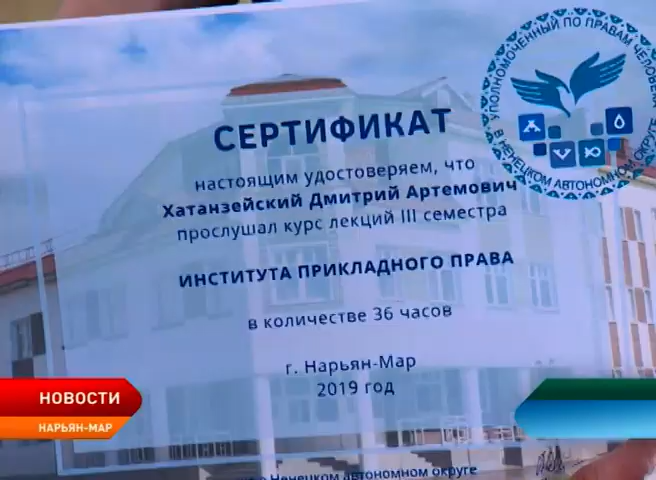 УПОЛНОМОЧЕННЫЙ ПО ПРАВАМ ЧЕЛОВЕКА
В НЕНЕЦКОМ АВТОНОМНОМ ОКРУГЕ
СЕРТИФИКАТ
настоящим удостоверяем, что
Хатанзейский Дмитрий Артемович
прослушал курс лекций III семестра
ИНСТИТУТА ПРИКЛАДНОГО ПРАВА
в количестве 36 часов
г. Нарьян-Мар
2019 год
в Ненецком автономном округе
НОВОСТИ
НАРЬЯН-МАР